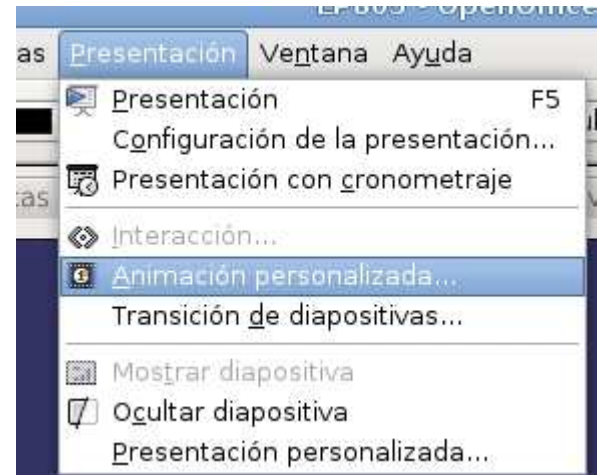 as Presentación Ventana Ayuda
Presentación F5
Configuración de la presentación...
Presentación con cronometraje
Interacción...
Animación personalizada...
Transición de diapositivas...
Mostrar diapositiva
Ocultar diapositiva
Presentación personalizada...